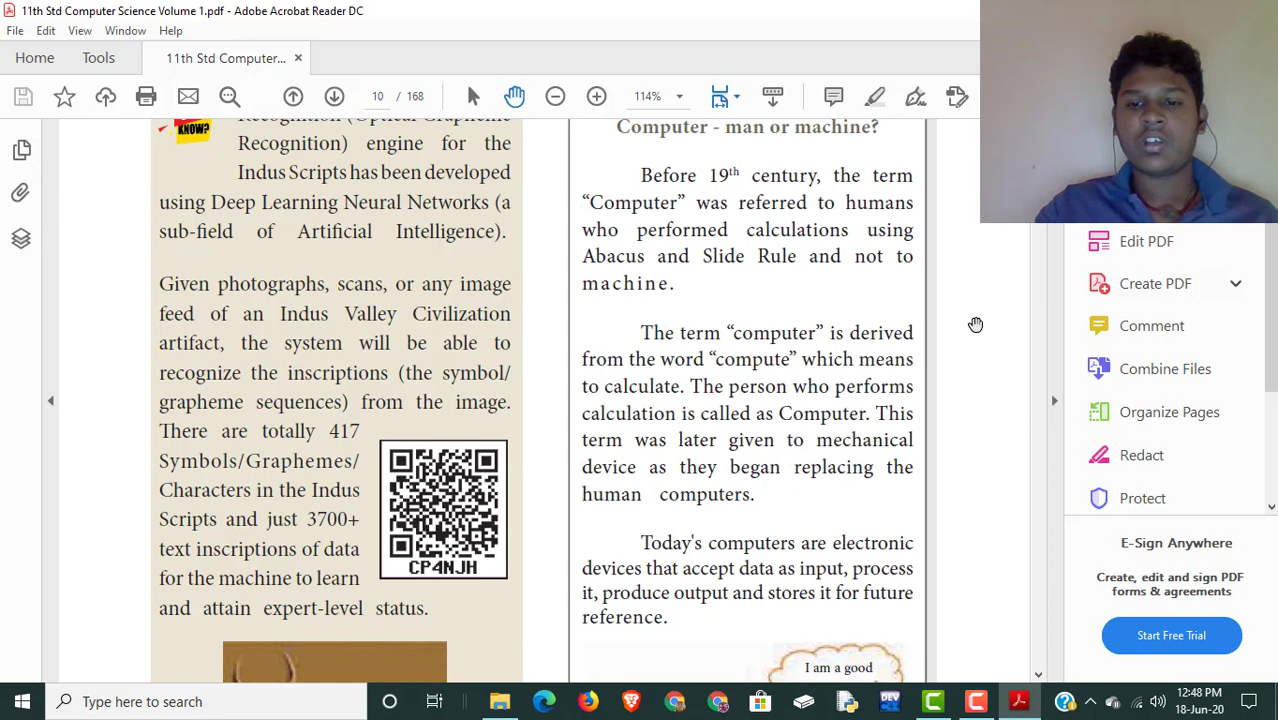 11th Std Computer Science Volume 1.pdf - Adobe Acrobat Reader DC
File Edit View Window Help
Home Tools 11th Std Computer... ×
10 / 168 114%
KNOW?
Recognition (Optical Grapheme
Recognition) engine for the
Indus Scripts has been developed
using Deep Learning Neural Networks (a
sub-field of Artificial Intelligence).
Given photographs, scans, or any image
feed of an Indus Valley Civilization
artifact, the system will be able to
recognize the inscriptions (the symbol/
grapheme sequences) from the image.
There are totally 417
Symbols/Graphemes/
Characters in the Indus
Scripts and just 3700+
text inscriptions of data
for the machine to learn
and attain expert-level status.
CP4NJH
Computer - man or machine?
Before 19th century, the term
“Computer” was referred to humans
who performed calculations using
Abacus and Slide Rule and not to
machine.
The term “computer” is derived
from the word “compute” which means
to calculate. The person who performs
calculation is called as Computer. This
term was later given to mechanical
device as they began replacing the
human computers.
Today's computers are electronic
devices that accept data as input, process
it, produce output and stores it for future
reference.
I am a good
Edit PDF
Create PDF
Comment
Combine Files
Organize Pages
Redact
Protect
E-Sign Anywhere
Create, edit and sign PDF
forms & agreements
Start Free Trial
Type here to search
DEV
12:48 PM
18-Jun-20